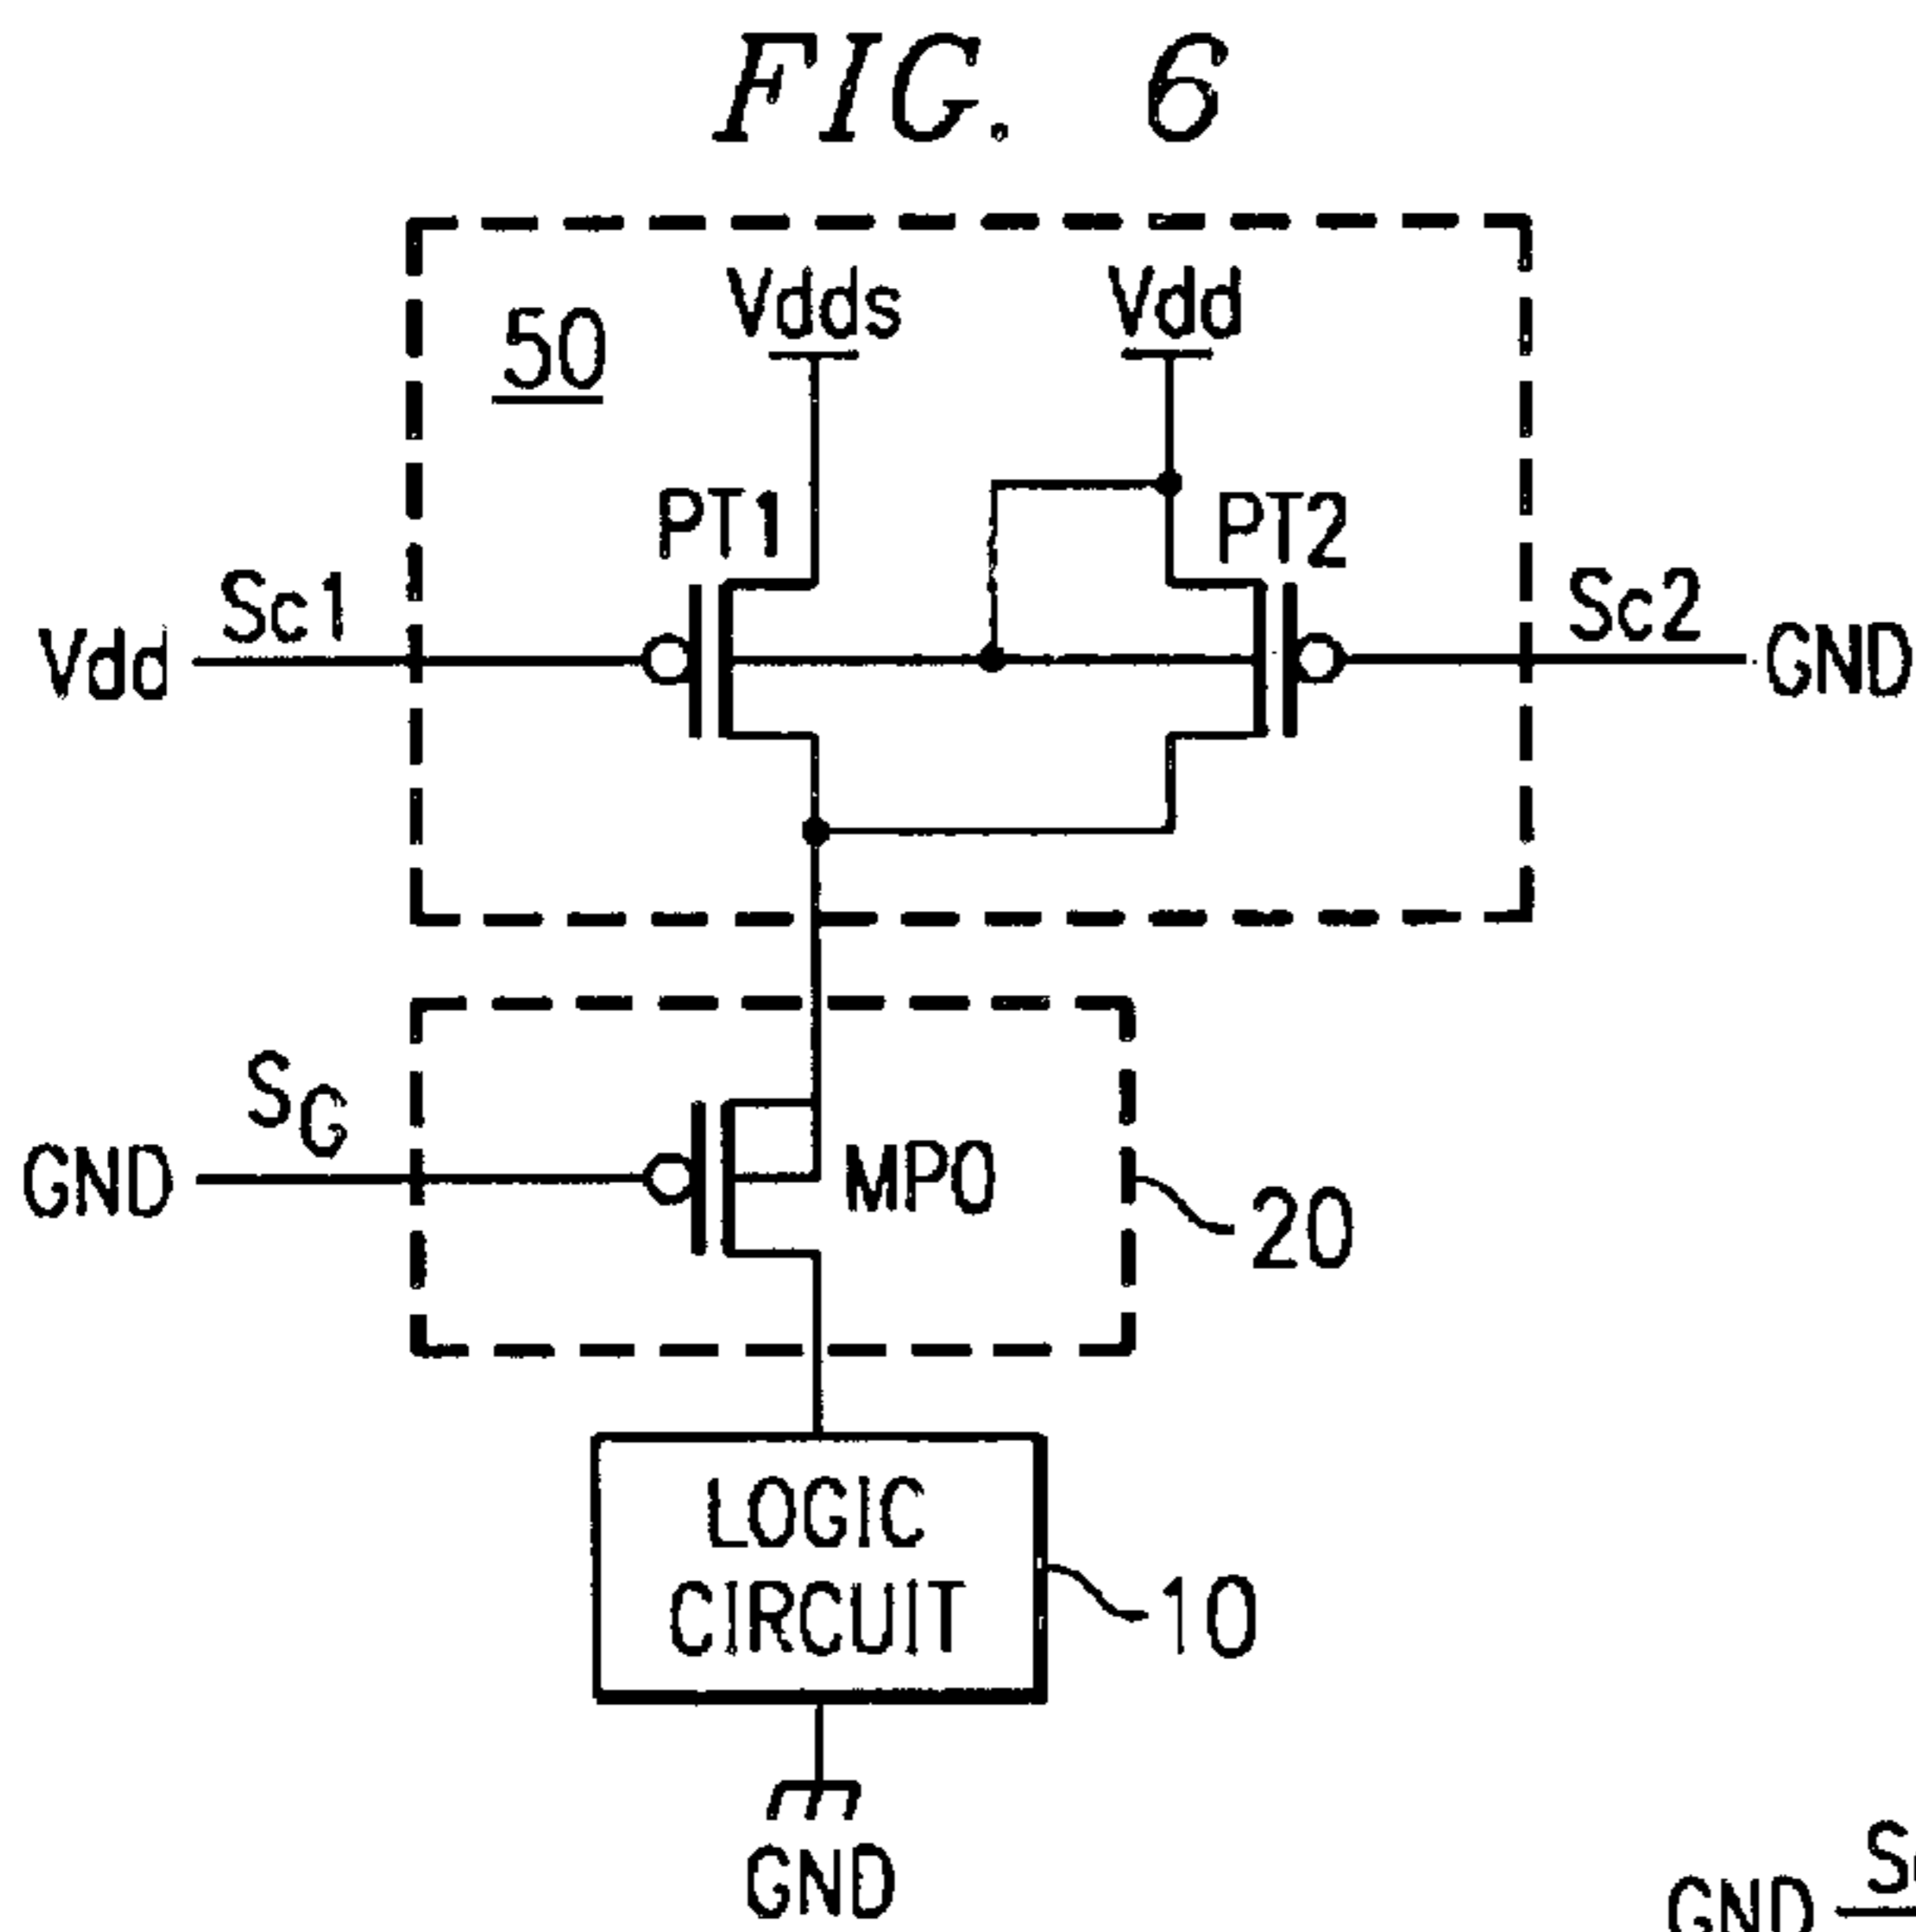 FIG. 6
50
Vdds
Vdd
PT1
PT2
Sc1
Sc2
Vdd
GND
SG
GND
MP0
20
LOGIC
CIRCUIT
10
GND
GND